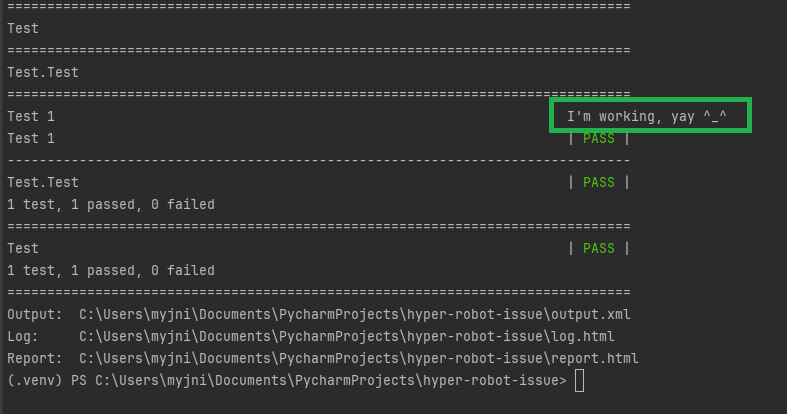 ==============================================================================
Test
==============================================================================
Test.Test
==============================================================================
Test 1                                                                I'm working, yay ^_^
Test 1                                                                | PASS |
------------------------------------------------------------------------------
Test.Test                                                             | PASS |
1 test, 1 passed, 0 failed
==============================================================================
Test                                                                  | PASS |
1 test, 1 passed, 0 failed
==============================================================================
Output:  C:\Users\myjni\Documents\PycharmProjects\hyper-robot-issue\output.xml
Log:     C:\Users\myjni\Documents\PycharmProjects\hyper-robot-issue\log.html
Report:  C:\Users\myjni\Documents\PycharmProjects\hyper-robot-issue\report.html
(.venv) PS C:\Users\myjni\Documents\PycharmProjects\hyper-robot-issue>